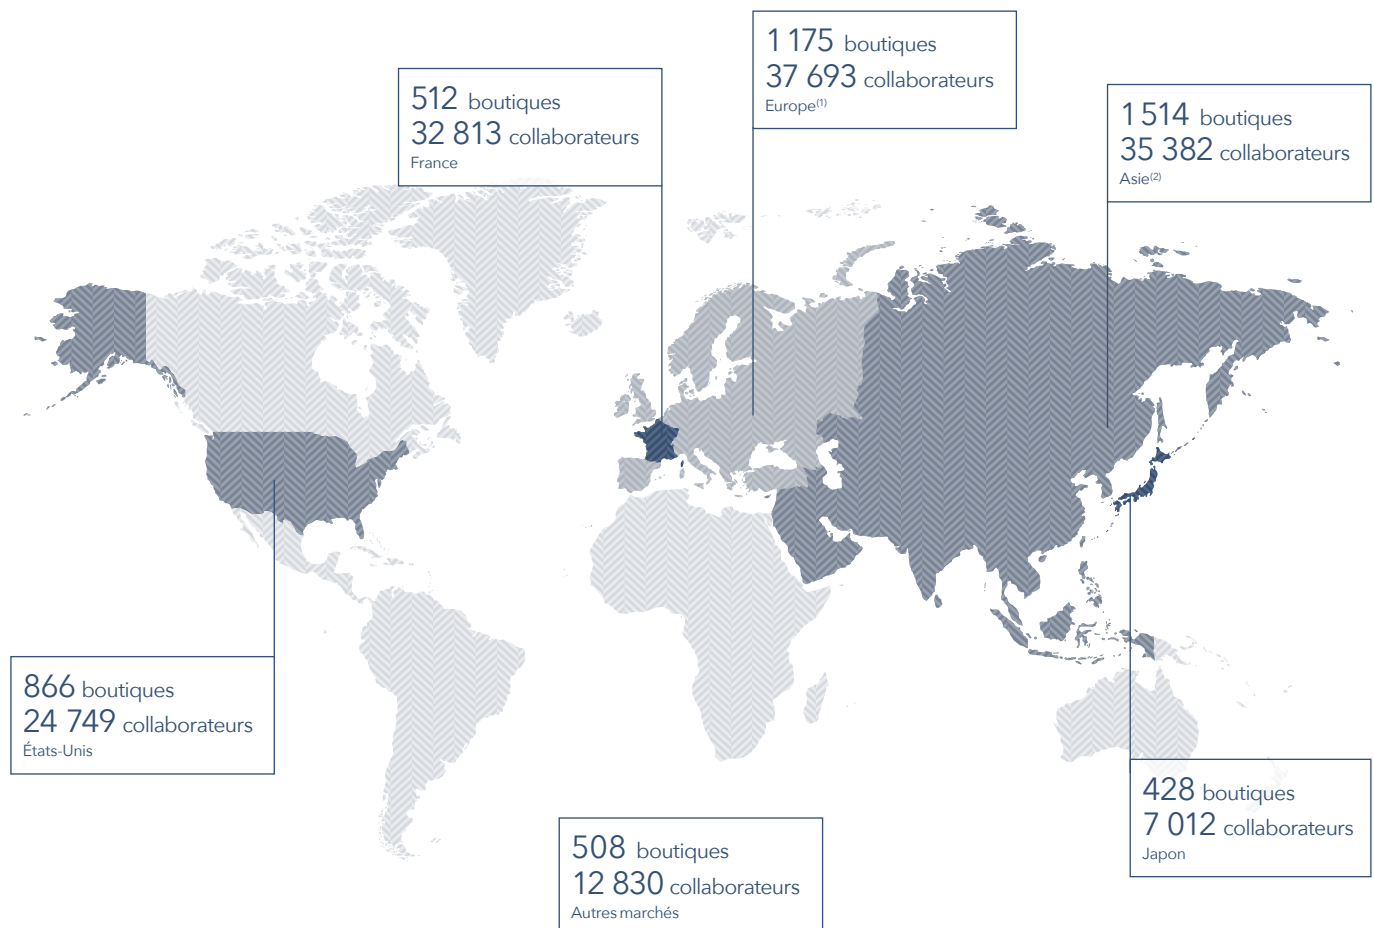 1 175 boutiques
37 693 collaborateurs
Europe(1)
512 boutiques
32 813 collaborateurs
France
1 514 boutiques
35 382 collaborateurs
Asie(2)
866 boutiques
24 749 collaborateurs
États-Unis
428 boutiques
7 012 collaborateurs
Japon
508 boutiques
12 830 collaborateurs
Autres marchés